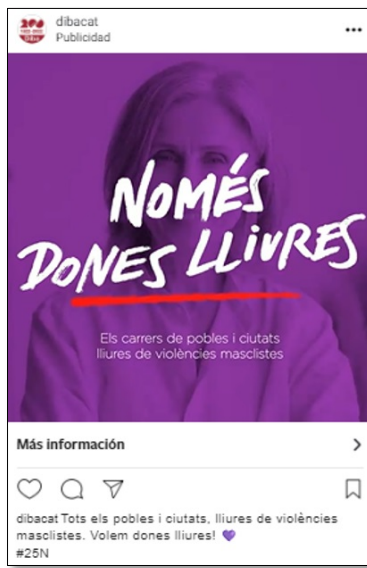 dibacat
Publicidad
NOMÉS
DONES LLIURES
Els carrers de pobles i ciutats
lliures de violències masclistes
Más información
dibacat Tots els pobles i ciutats, lliures de violències
masclistes. Volem dones lliures! 💜
#25N